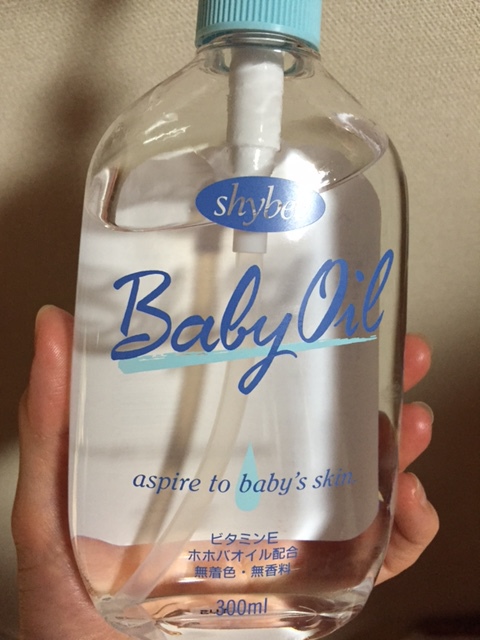 shybe
Baby Oil
aspire to baby's skin
ビタミンE
ホホバオイル配合
無着色・無香料
300ml